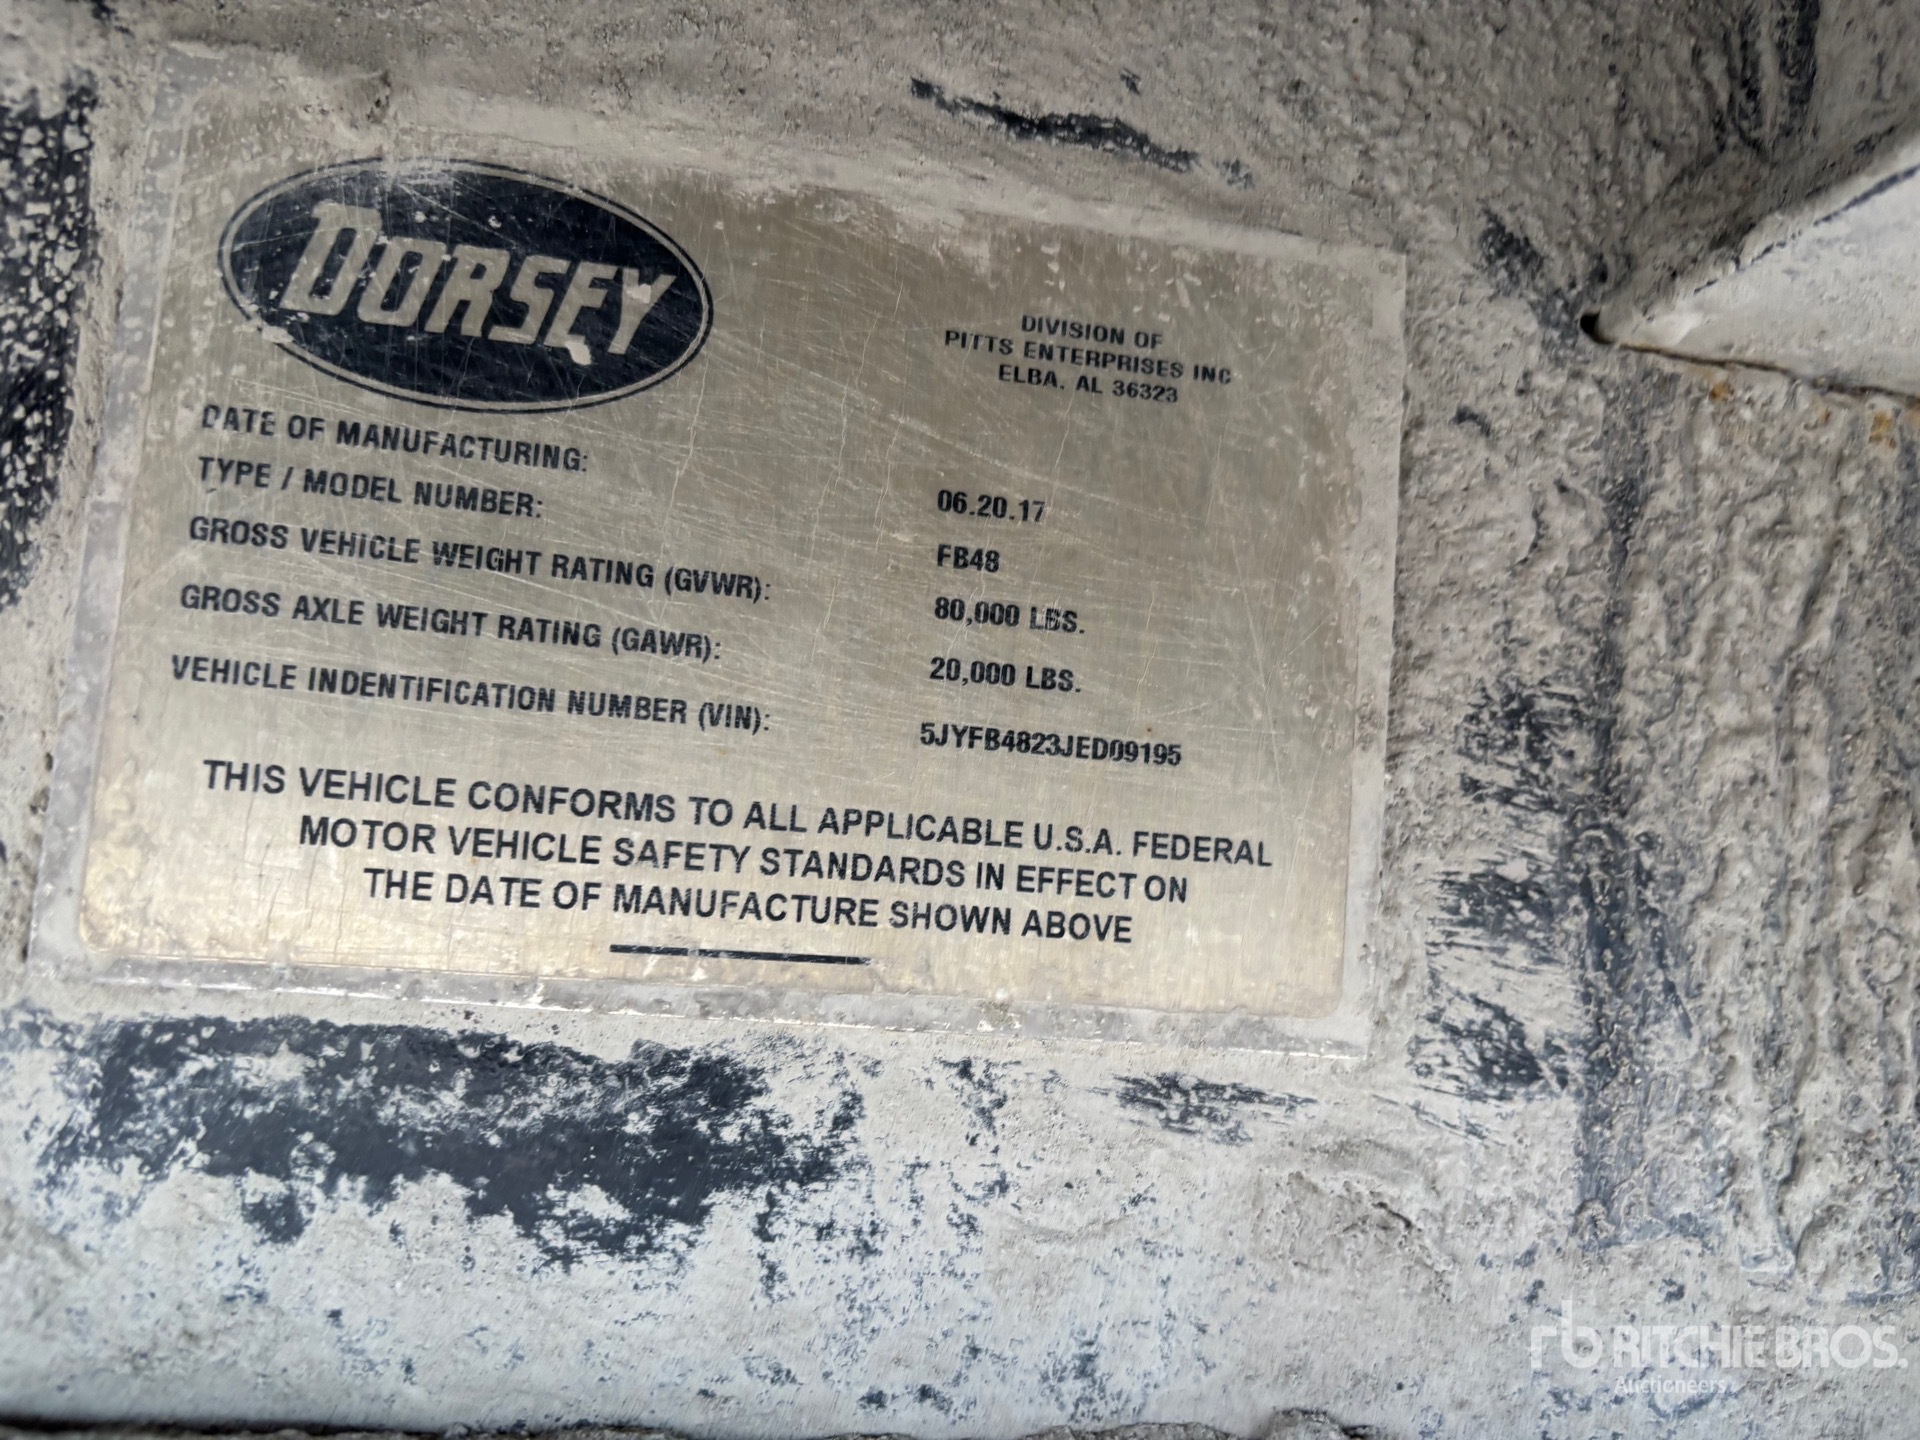 DORSEY
DIVISION OF
PITTS ENTERPRISES INC
ELBA. AL 36323
DATE OF MANUFACTURING: 06.20.17
TYPE / MODEL NUMBER: FB48
GROSS VEHICLE WEIGHT RATING (GVWR): 80,000 LBS.
GROSS AXLE WEIGHT RATING (GAWR): 20,000 LBS.
VEHICLE INDENTIFICATION NUMBER (VIN): 5JYFB4823JED09195
THIS VEHICLE CONFORMS TO ALL APPLICABLE U.S.A. FEDERAL
MOTOR VEHICLE SAFETY STANDARDS IN EFFECT ON
THE DATE OF MANUFACTURE SHOWN ABOVE
rb RITCHIE BROS.
Auctioneers